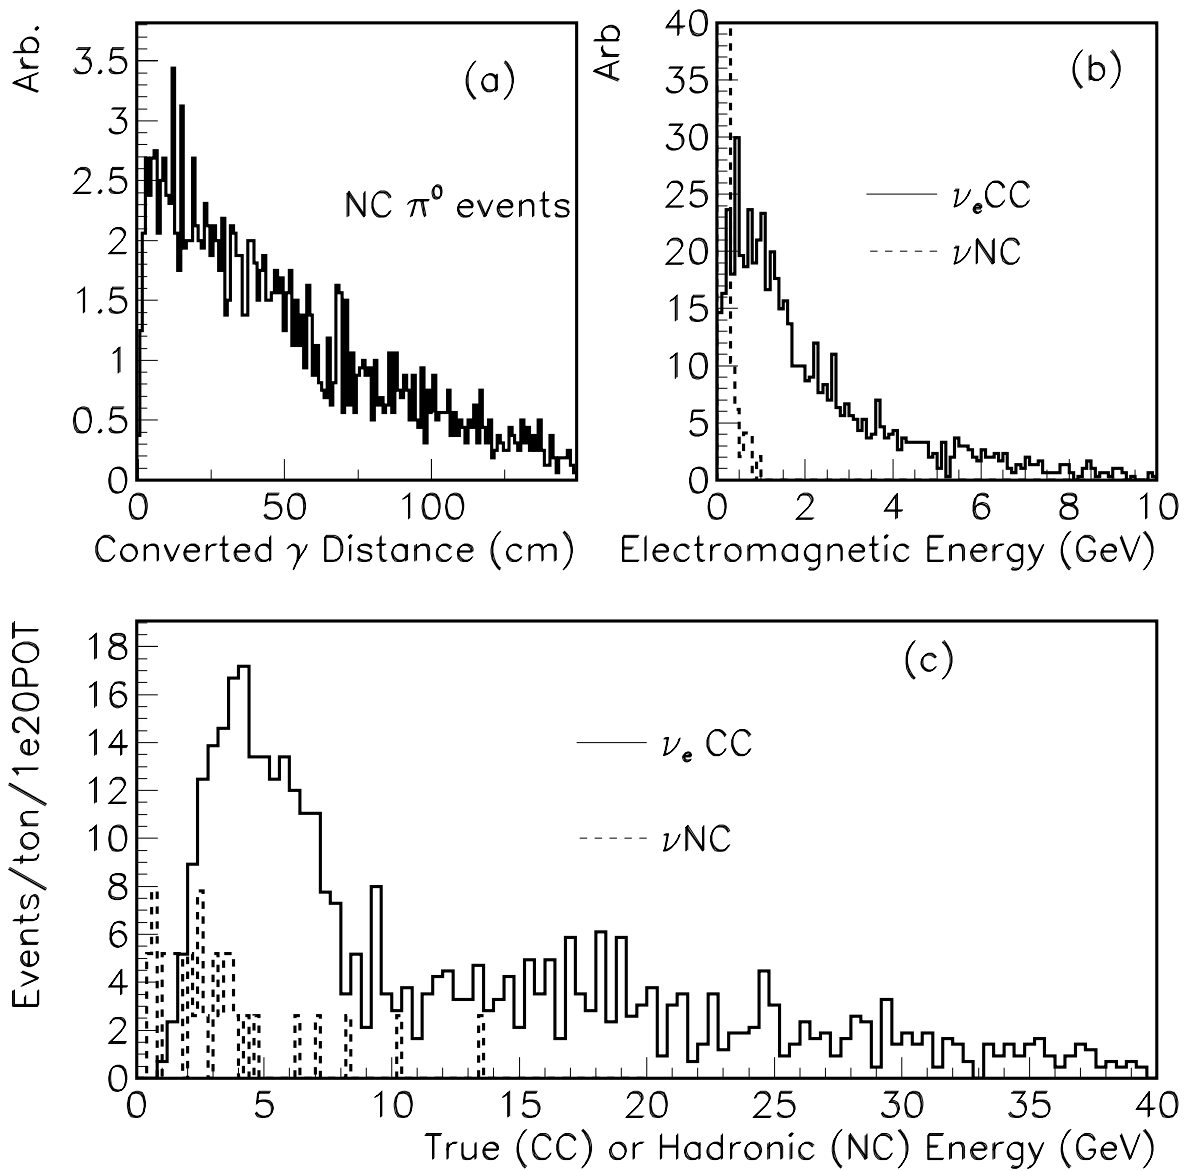 Arb.
(a)
NC π⁰ events
3.5
3
2.5
2
1.5
1
0.5
0
0 50 100
Converted γ Distance (cm)
Arb
(b)
νₑCC
νNC
40
35
30
25
20
15
10
5
0
0 2 4 6 8 10
Electromagnetic Energy (GeV)
Events/ton/1e20POT
(c)
νₑ CC
νNC
18
16
14
12
10
8
6
4
2
0
0 5 10 15 20 25 30 35 40
True (CC) or Hadronic (NC) Energy (GeV)